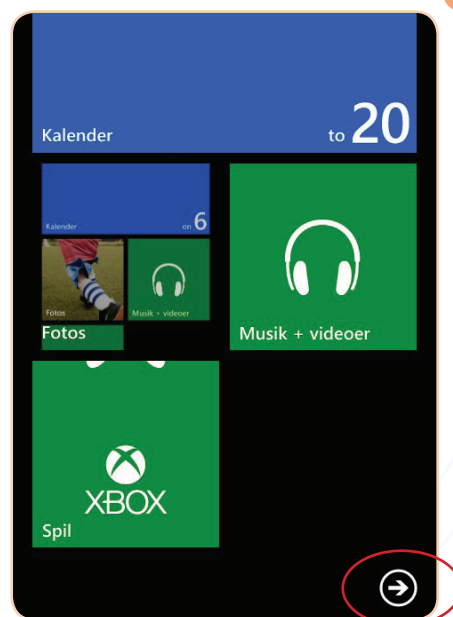 Kalender
to 20
Kalender
on 6
Fotos
Musik + videoer
Fotos
Musik + videoer
XBOX
Spil